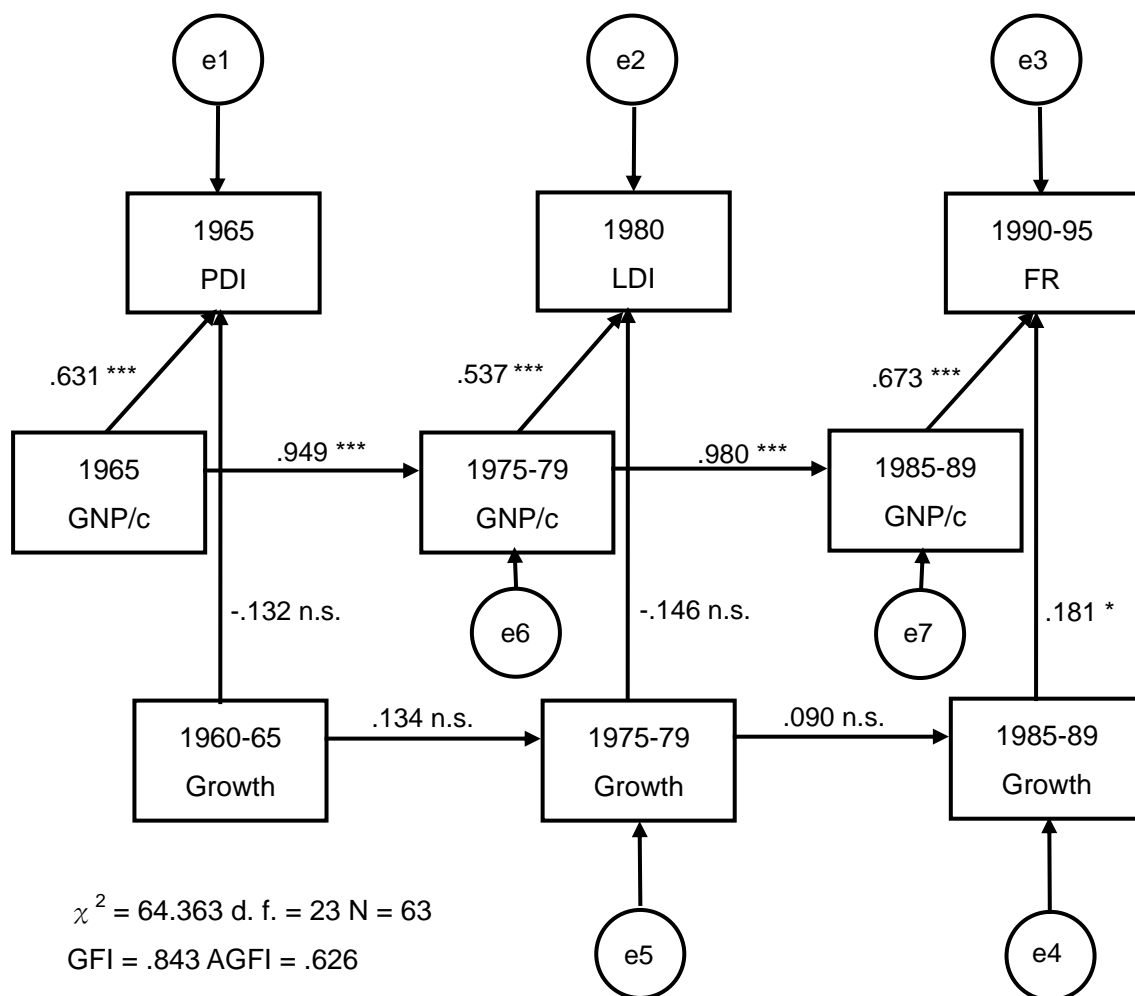 e1
e2
e3
1965
PDI
1980
LDI
1990-95
FR
.631 ***
.537 ***
.673 ***
1965
GNP/c
.949 ***
1975-79
GNP/c
.980 ***
1985-89
GNP/c
-.132 n.s.
e6
-.146 n.s.
e7
.181 *
1960-65
Growth
.134 n.s.
1975-79
Growth
.090 n.s.
1985-89
Growth
χ 2 = 64.363 d. f. = 23 N = 63
GFI = .843 AGFI = .626
e5
e4